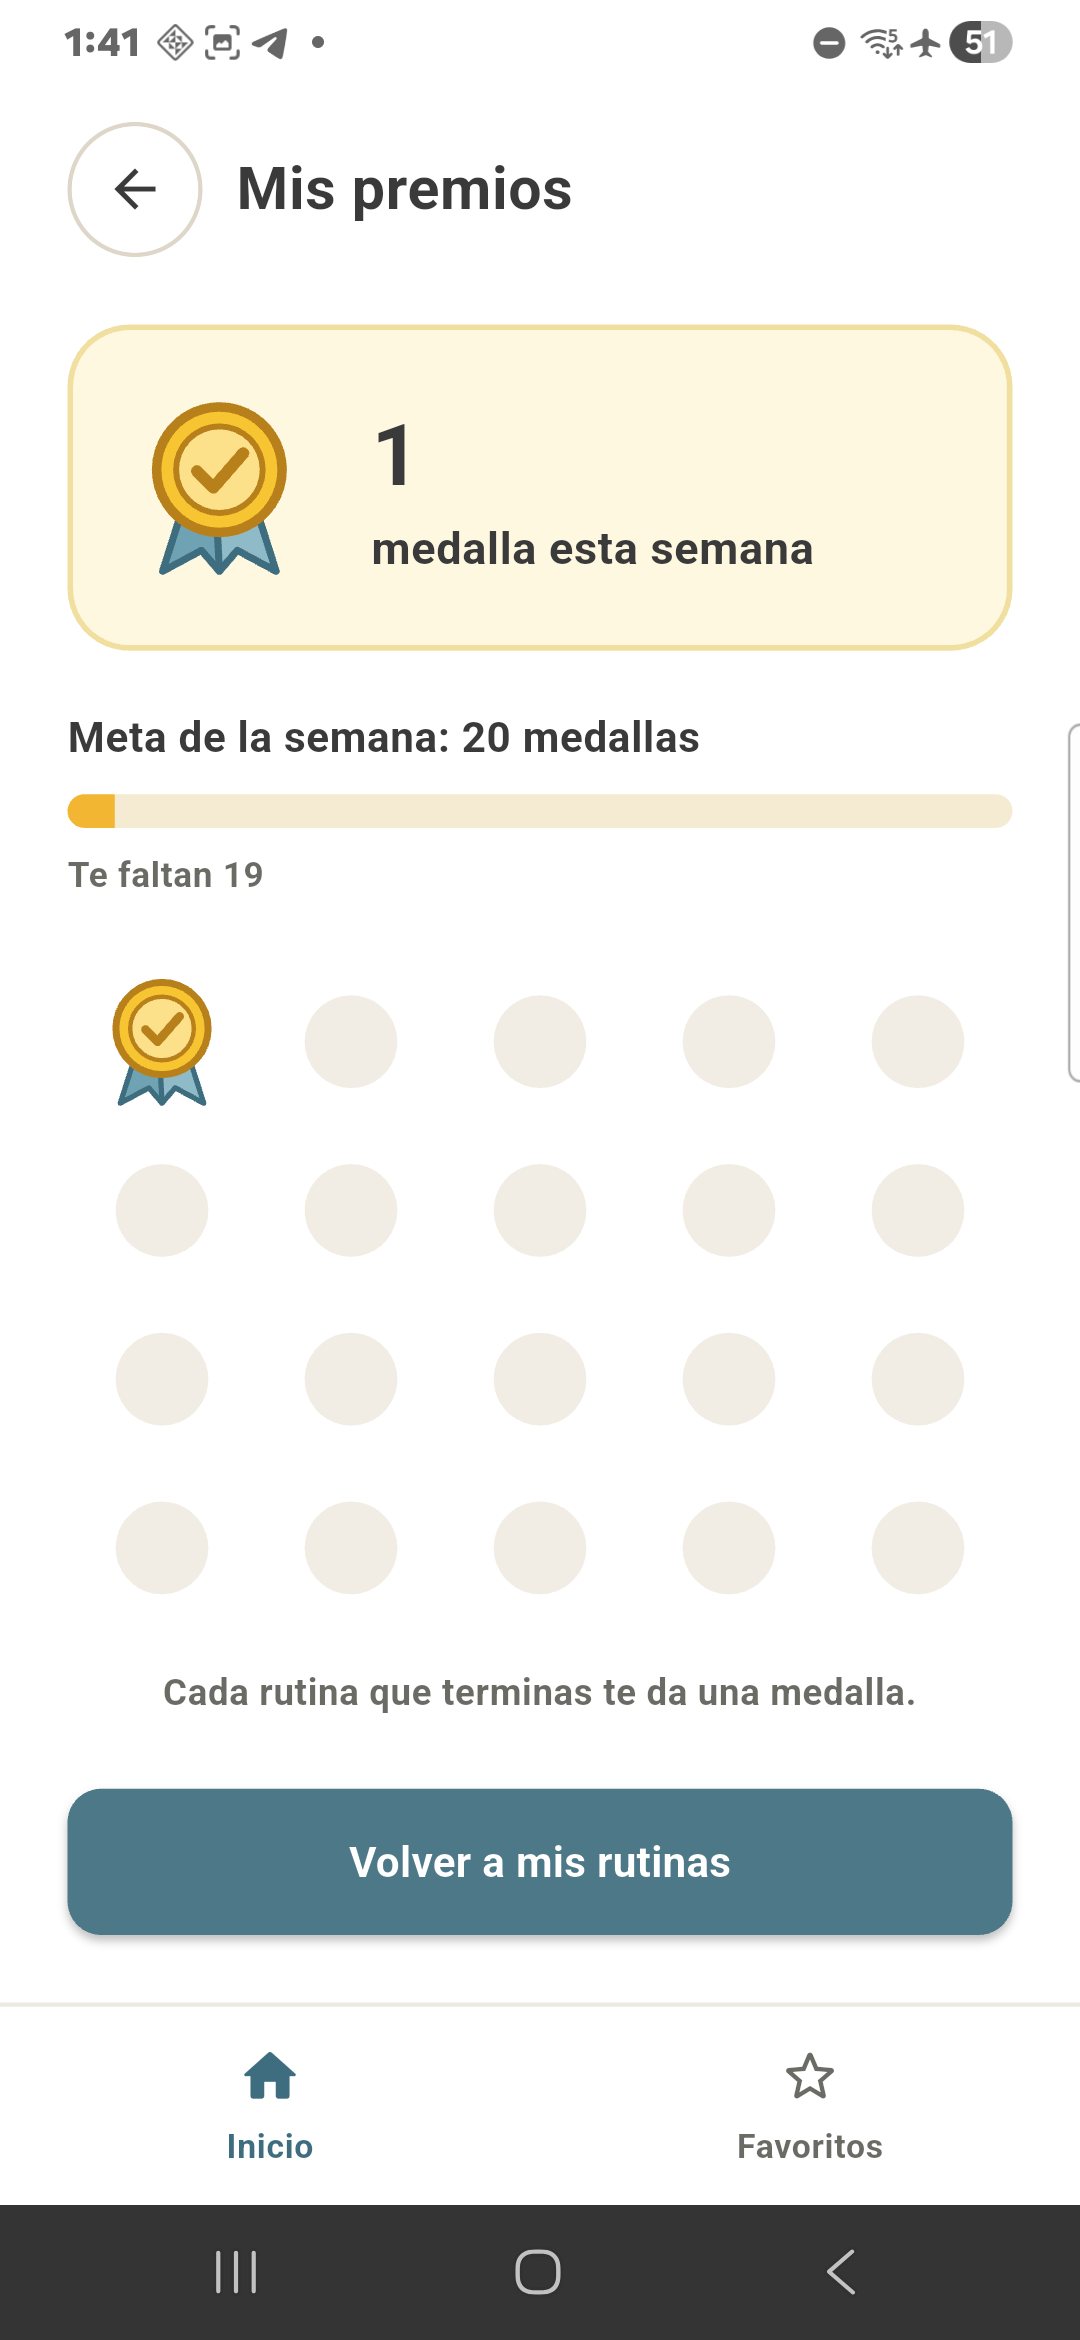 1:41
5
51
Mis premios
1
medalla esta semana
Meta de la semana: 20 medallas
Te faltan 19
Cada rutina que terminas te da una medalla.
Volver a mis rutinas
Inicio
Favoritos